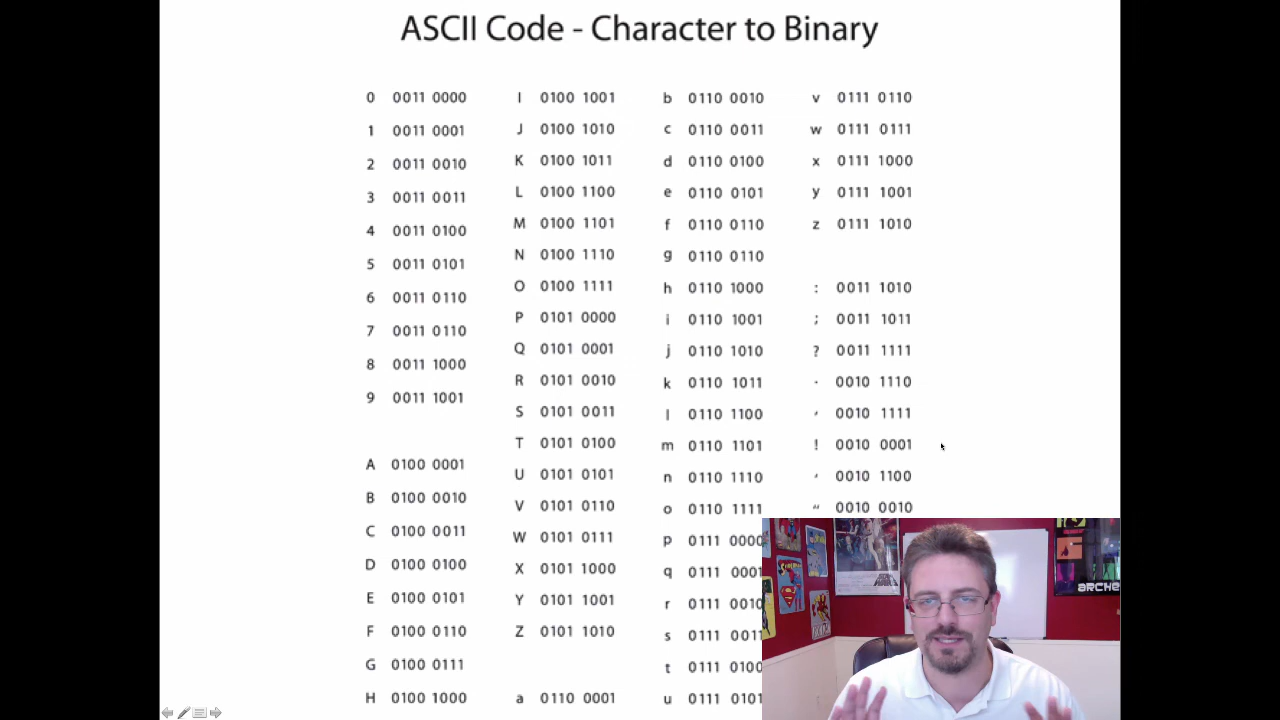 ASCII Code - Character to Binary
0 0011 0000
1 0011 0001
2 0011 0010
3 0011 0011
4 0011 0100
5 0011 0101
6 0011 0110
7 0011 0110
8 0011 1000
9 0011 1001
A 0100 0001
B 0100 0010
C 0100 0011
D 0100 0100
E 0100 0101
F 0100 0110
G 0100 0111
H 0100 1000
I 0100 1001
J 0100 1010
K 0100 1011
L 0100 1100
M 0100 1101
N 0100 1110
O 0100 1111
P 0101 0000
Q 0101 0001
R 0101 0010
S 0101 0011
T 0101 0100
U 0101 0101
V 0101 0110
W 0101 0111
X 0101 1000
Y 0101 1001
Z 0101 1010
a 0110 0001
b 0110 0010
c 0110 0011
d 0110 0100
e 0110 0101
f 0110 0110
g 0110 0110
h 0110 1000
i 0110 1001
j 0110 1010
k 0110 1011
l 0110 1100
m 0110 1101
n 0110 1110
o 0110 1111
p 0111 0000
q 0111 0001
r 0111 0010
s 0111 0011
t 0111 0100
u 0111 0101
v 0111 0110
w 0111 0111
x 0111 1000
y 0111 1001
z 0111 1010
: 0011 1010
; 0011 1011
? 0011 1111
. 0010 1110
, 0010 1111
! 0010 0001
, 0010 1100
" 0010 0010
ARCHE